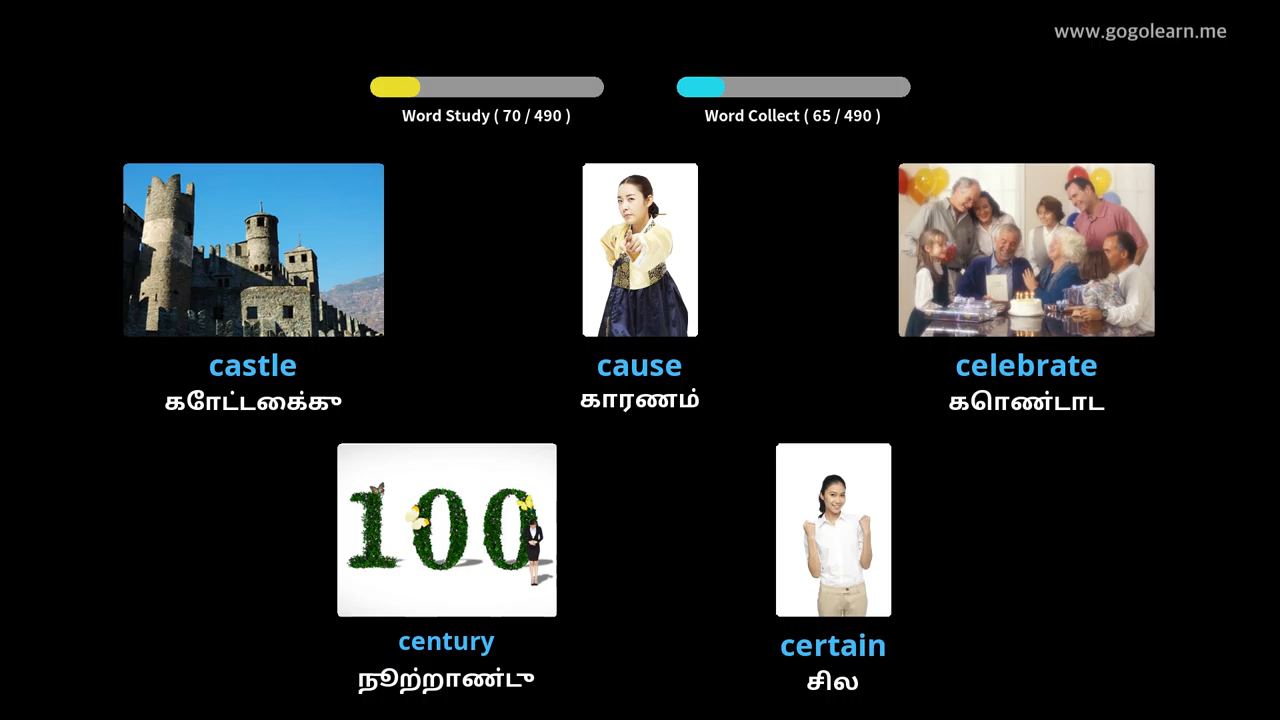 www.gogolearn.me
Word Study ( 70 / 490 )
Word Collect ( 65 / 490 )
castle
cause
celebrate
கோட்டைக்கு
காரணம்
கொண்டாட
century
certain
நூற்றாண்டு
சில